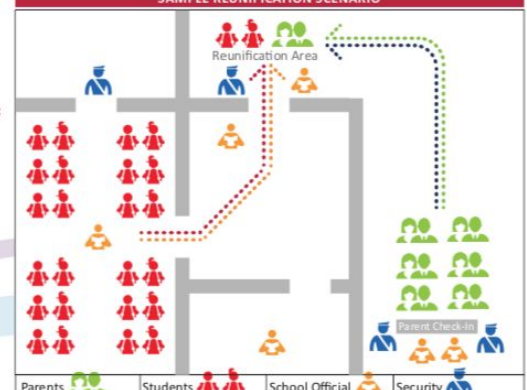 SAMPLE REUNIFICATION SCENARIO
Reunification Area
Parent Check-In
Parents
Students
School Official
Security